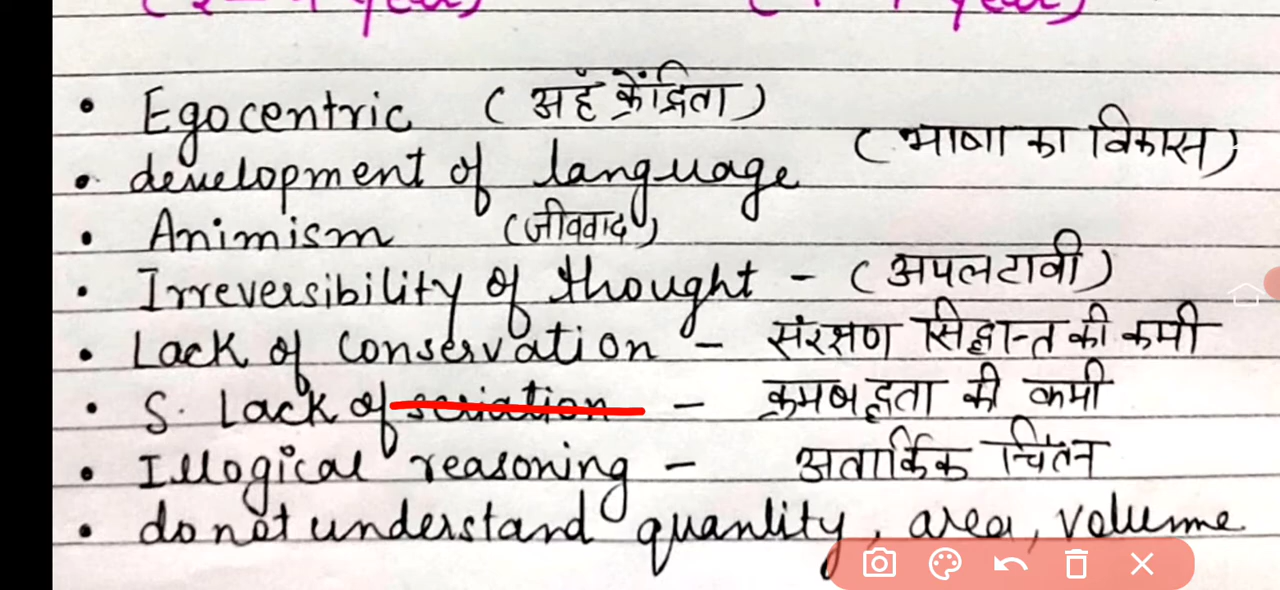 • Egocentric (अहं केंद्रिता)
• development of language (भाषा का विकास)
• Animism (जीववाद)
• Irreversibility of thought - (अपलटावी)
• Lack of conservation - संरक्षण सिद्धान्त की कमी
• S. Lack of seriation - क्रमबद्धता की कमी
• Illogical reasoning - अतार्किक चिंतन
• do not understand quantity, area, volume